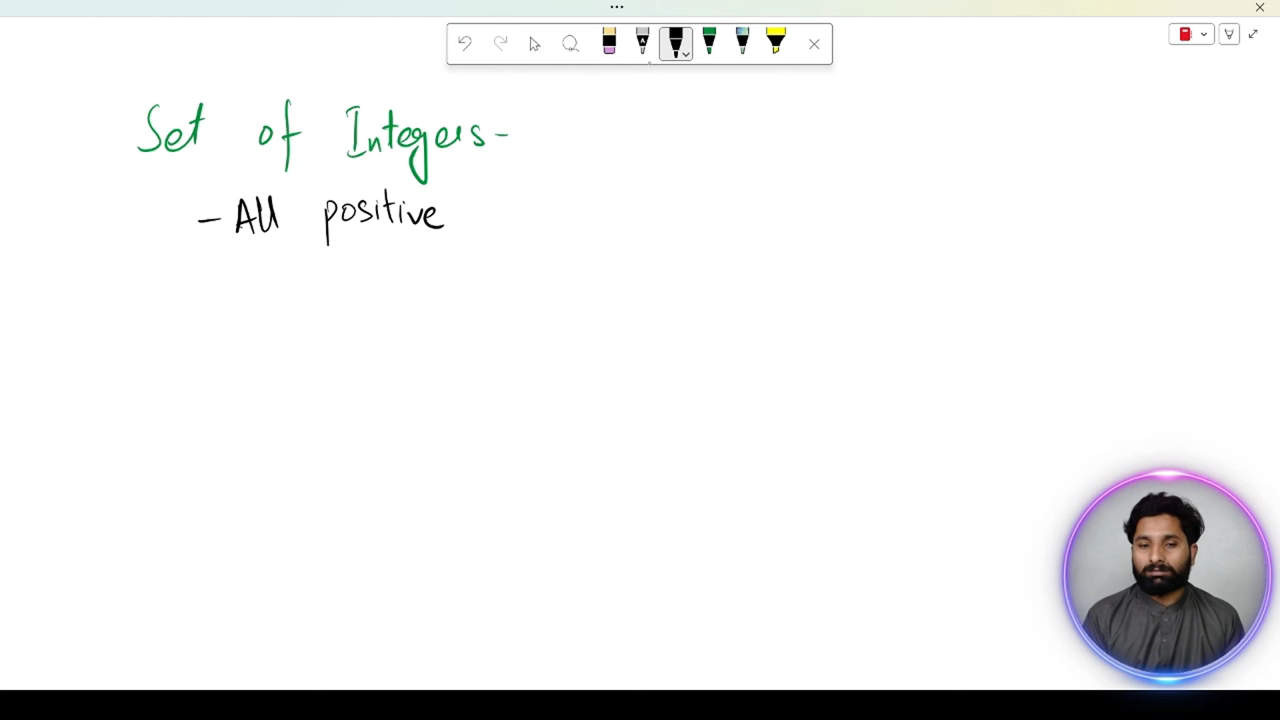 Set of Integers-
- All positive